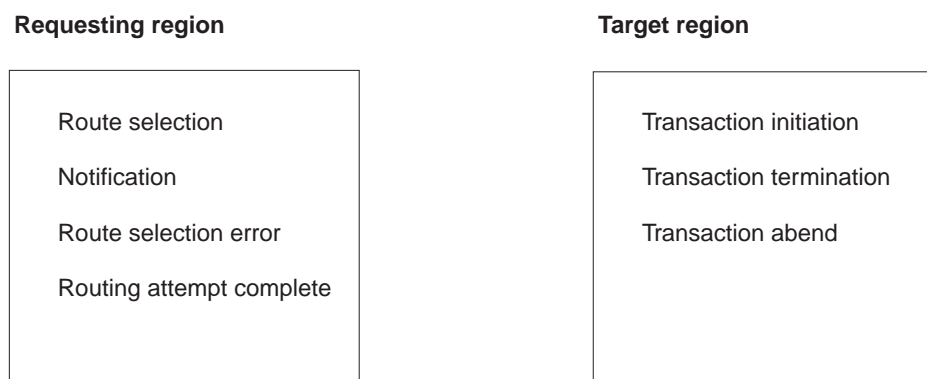 Requesting region
Target region
Route selection
Notification
Route selection error
Routing attempt complete
Transaction initiation
Transaction termination
Transaction abend